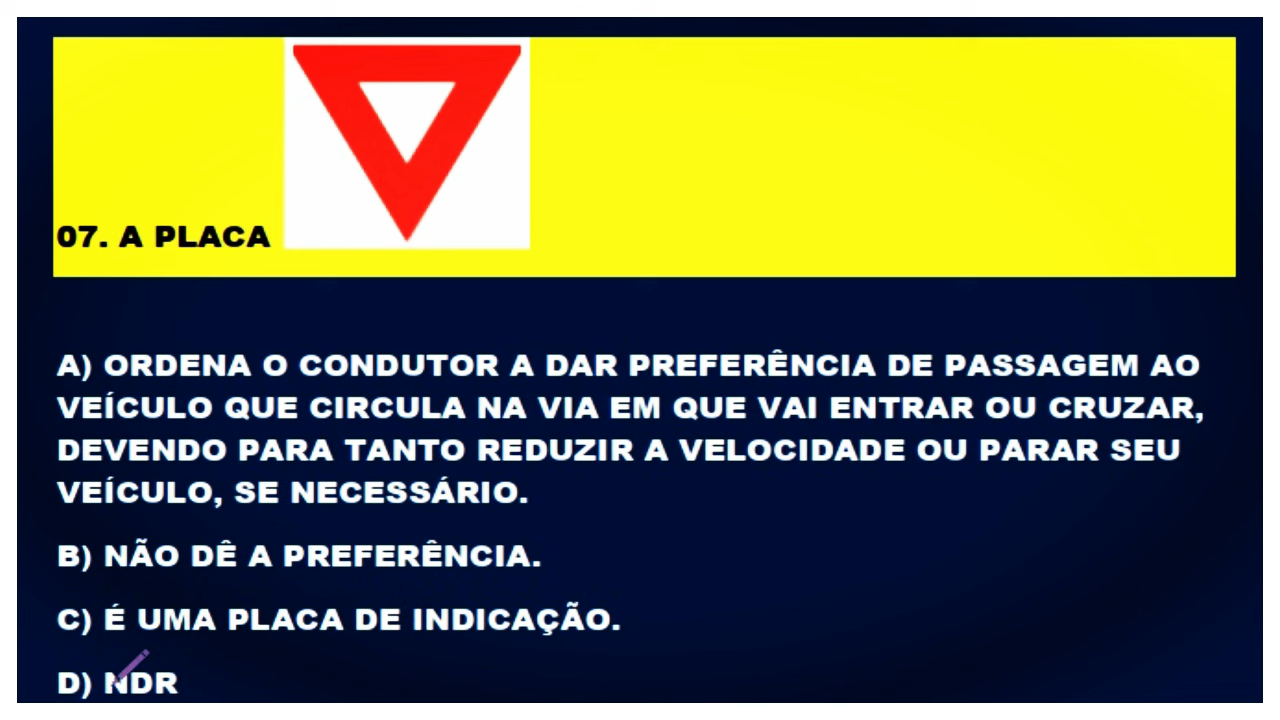 07. A PLACA
A) ORDENA O CONDUTOR A DAR PREFERÊNCIA DE PASSAGEM AO
VEÍCULO QUE CIRCULA NA VIA EM QUE VAI ENTRAR OU CRUZAR,
DEVENDO PARA TANTO REDUZIR A VELOCIDADE OU PARAR SEU
VEÍCULO, SE NECESSÁRIO.
B) NÃO DÊ A PREFERÊNCIA.
C) É UMA PLACA DE INDICAÇÃO.
D) NDR